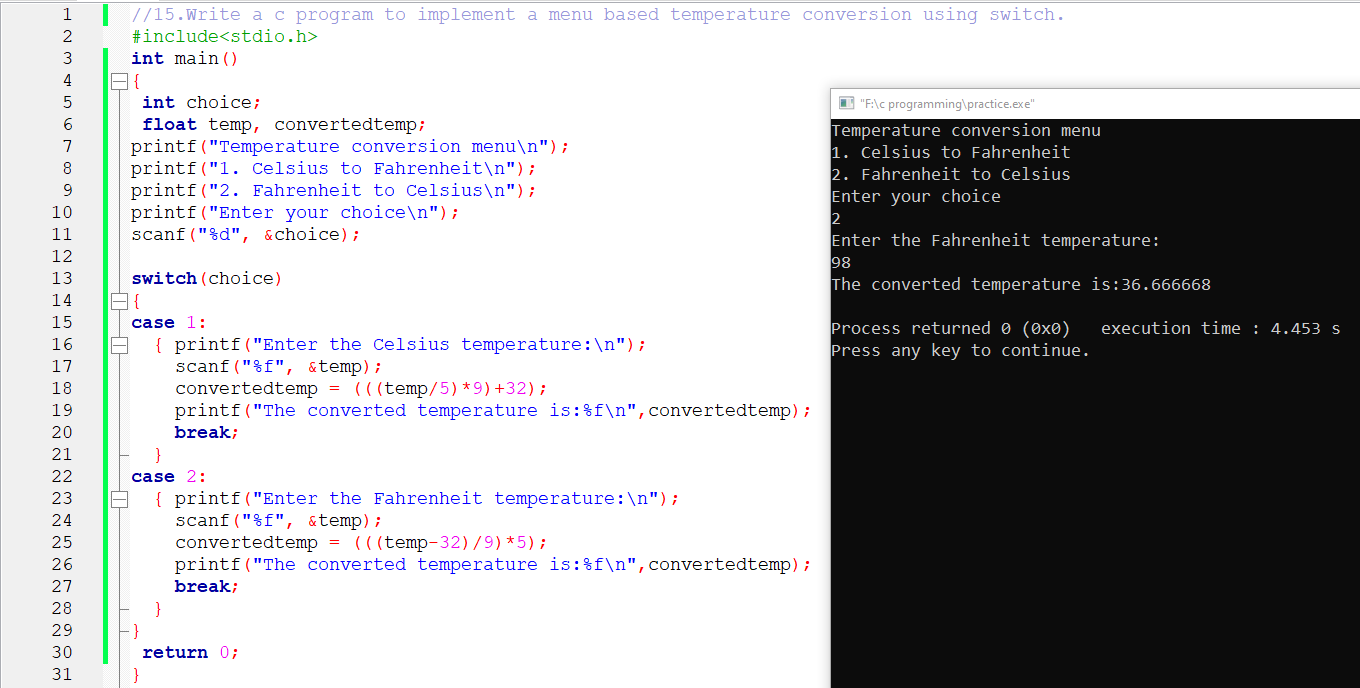 1 //15.Write a c program to implement a menu based temperature conversion using switch.
2 #include<stdio.h>
3 int main()
4 {
5 int choice;
6 float temp, convertedtemp;
7 printf("Temperature conversion menu\n");
8 printf("1. Celsius to Fahrenheit\n");
9 printf("2. Fahrenheit to Celsius\n");
10 printf("Enter your choice\n");
11 scanf("%d", &choice);
12
13 switch(choice)
14 {
15 case 1:
16 { printf("Enter the Celsius temperature:\n");
17 scanf("%f", &temp);
18 convertedtemp = (((temp/5)*9)+32);
19 printf("The converted temperature is:%f\n",convertedtemp);
20 break;
21 }
22 case 2:
23 { printf("Enter the Fahrenheit temperature:\n");
24 scanf("%f", &temp);
25 convertedtemp = (((temp-32)/9)*5);
26 printf("The converted temperature is:%f\n",convertedtemp);
27 break;
28 }
29 }
30 return 0;
31 }
"F:\c programming\practice.exe"
Temperature conversion menu
1. Celsius to Fahrenheit
2. Fahrenheit to Celsius
Enter your choice
2
Enter the Fahrenheit temperature:
98
The converted temperature is:36.666668
Process returned 0 (0x0)   execution time : 4.453 s
Press any key to continue.